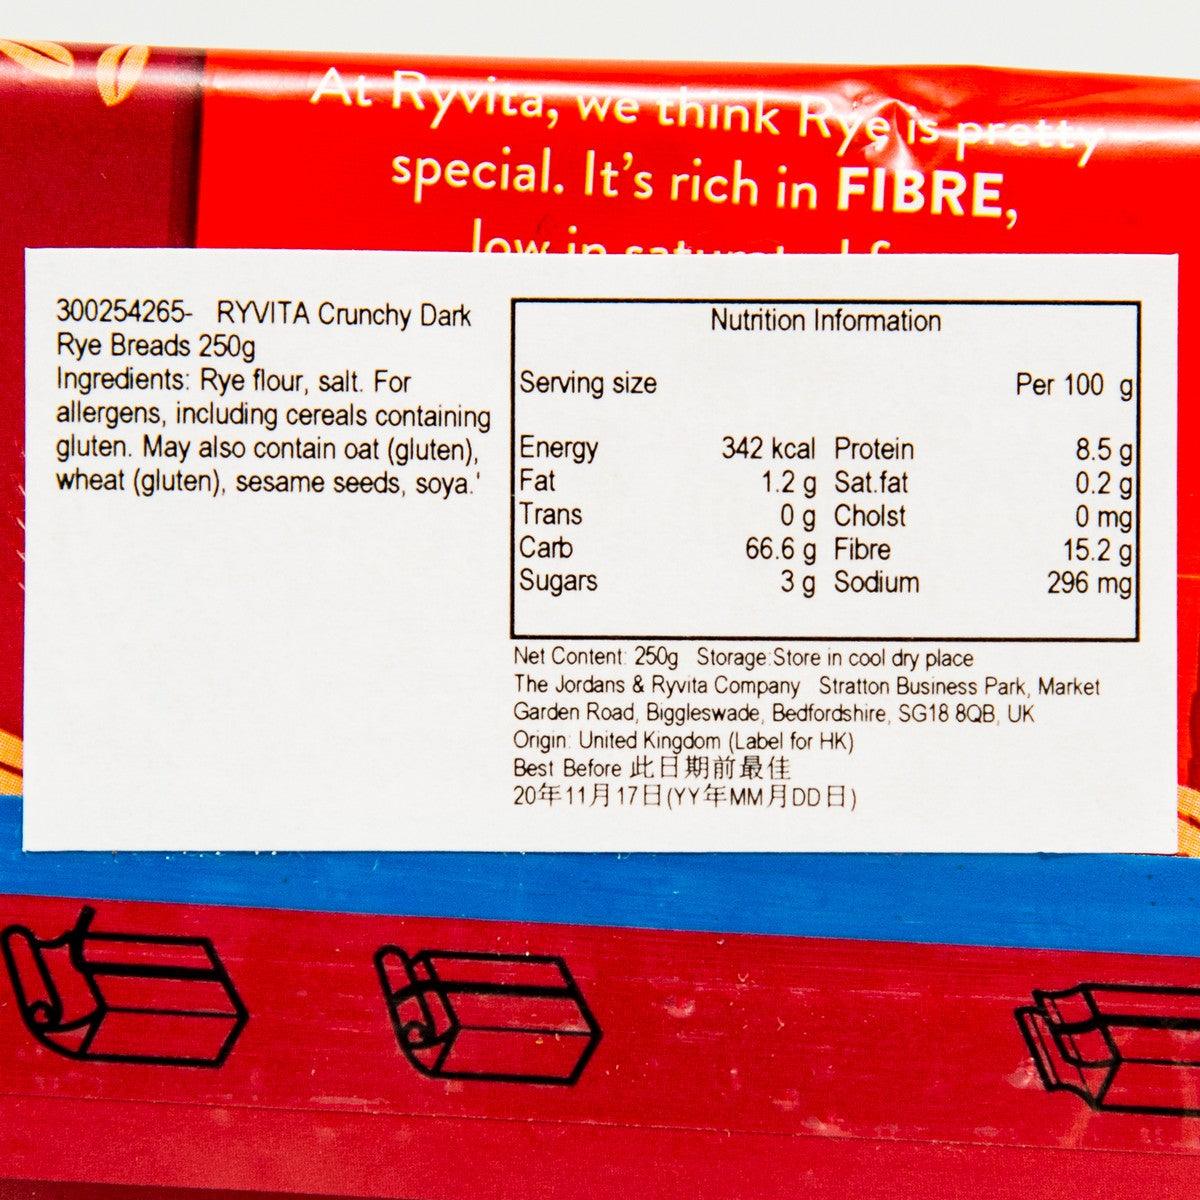 At Ryvita, we think Rye is pretty
special. It's rich in FIBRE,
low in
300254265- RYVITA Crunchy Dark
Rye Breads 250g
Ingredients: Rye flour, salt. For
allergens, including cereals containing
gluten. May also contain oat (gluten),
wheat (gluten), sesame seeds, soya.'
Nutrition Information
Serving size Per 100 g
Energy 342 kcal Protein 8.5 g
Fat 1.2 g Sat.fat 0.2 g
Trans 0 g Cholst 0 mg
Carb 66.6 g Fibre 15.2 g
Sugars 3 g Sodium 296 mg
Net Content: 250g Storage:Store in cool dry place
The Jordans & Ryvita Company Stratton Business Park, Market
Garden Road, Biggleswade, Bedfordshire, SG18 8QB, UK
Origin: United Kingdom (Label for HK)
Best Before 此日期前最佳
20年11月17日(YY年MM月DD日)